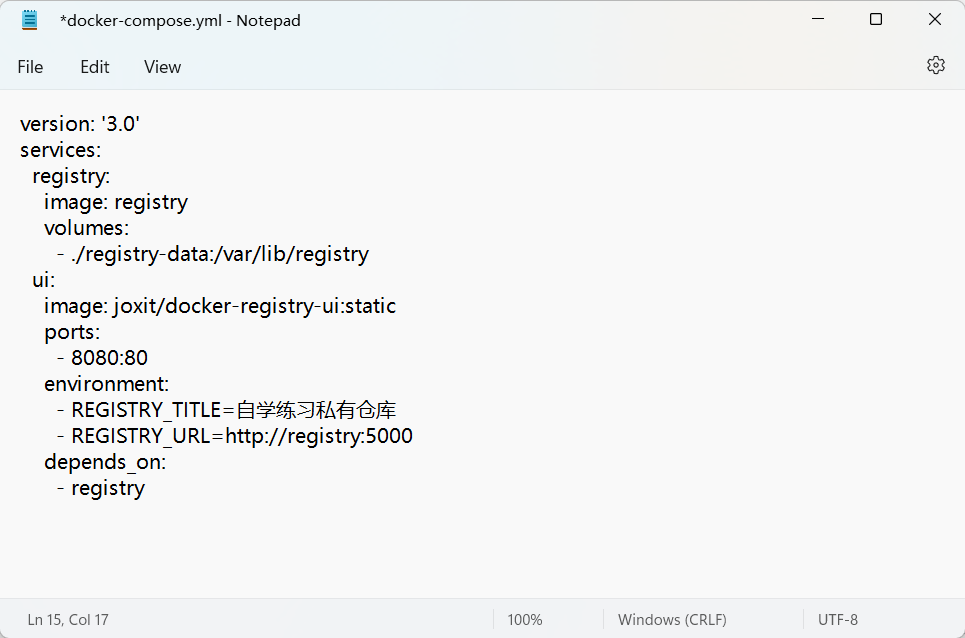 *docker-compose.yml - Notepad
File Edit View
version: '3.0'
services:
  registry:
    image: registry
    volumes:
      - ./registry-data:/var/lib/registry
  ui:
    image: joxit/docker-registry-ui:static
    ports:
      - 8080:80
    environment:
      - REGISTRY_TITLE=自学练习私有仓库
      - REGISTRY_URL=http://registry:5000
    depends_on:
      - registry
Ln 15, Col 17 100% Windows (CRLF) UTF-8